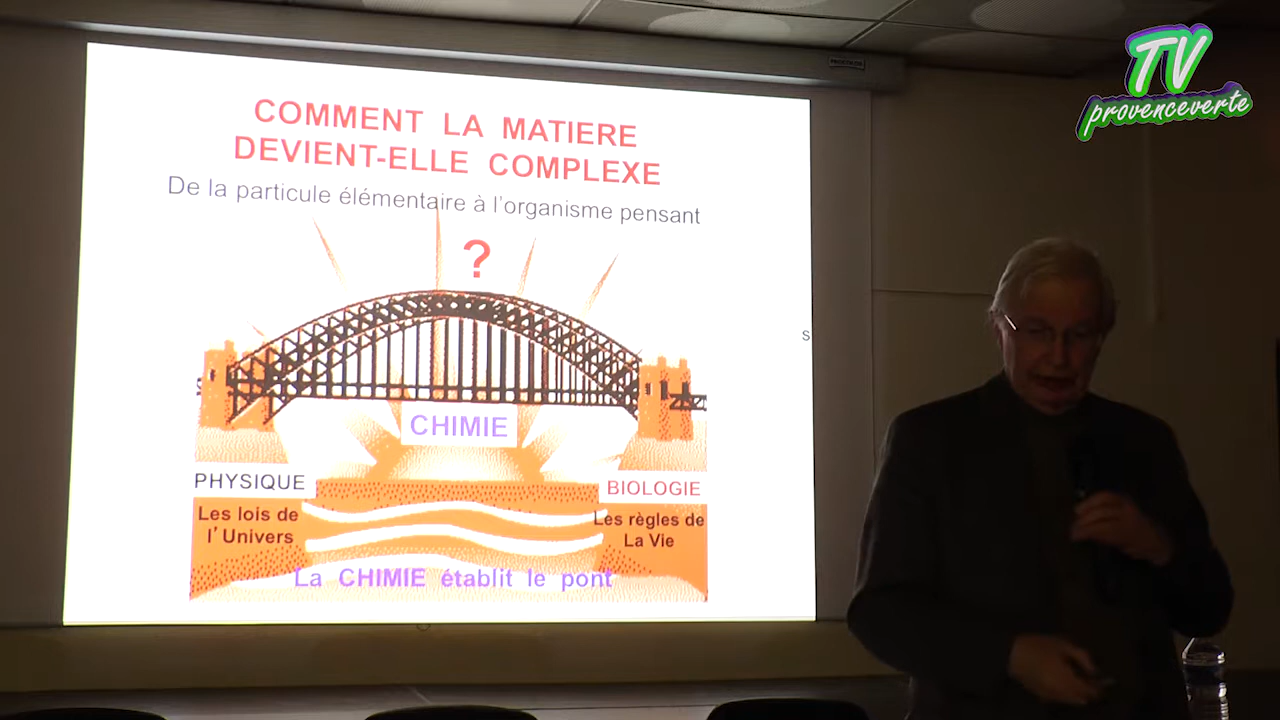 COMMENT LA MATIERE
DEVIENT-ELLE COMPLEXE
De la particule élémentaire à l'organisme pensant
?
CHIMIE
PHYSIQUE
BIOLOGIE
Les lois de
l'Univers
Les règles de
La Vie
La CHIMIE établit le pont
s
TV
provenceverte